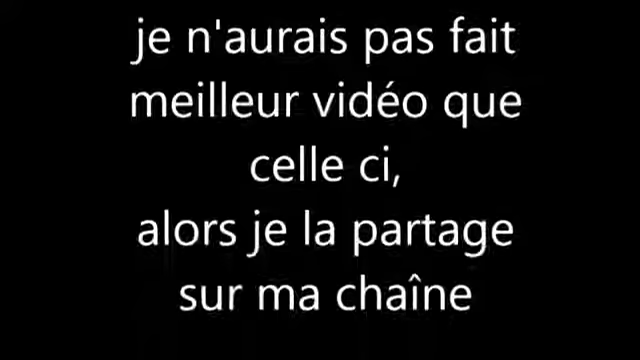 je n'aurais pas fait
meilleur vidéo que
celle ci,
alors je la partage
sur ma chaîne